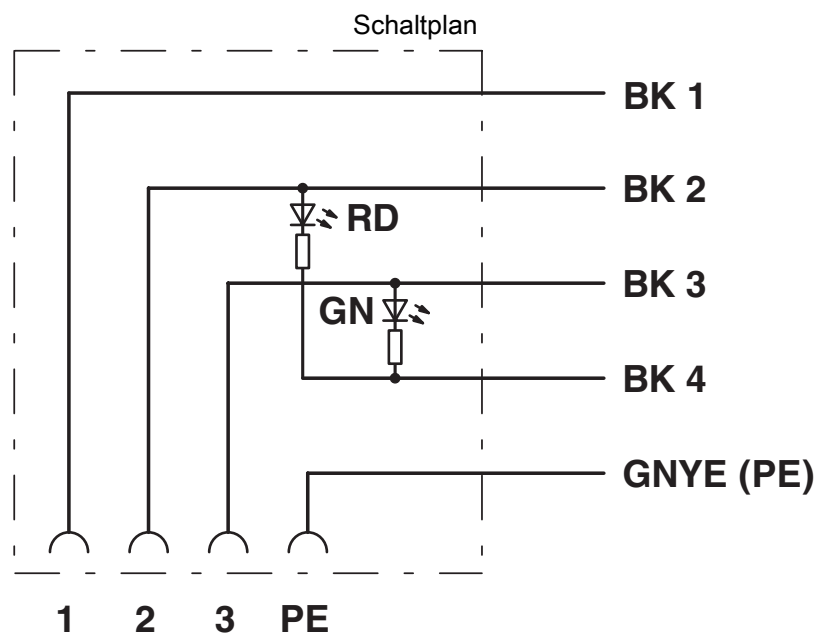 Schaltplan
BK 1
BK 2
RD
BK 3
GN
BK 4
GNYE (PE)
1 2 3 PE